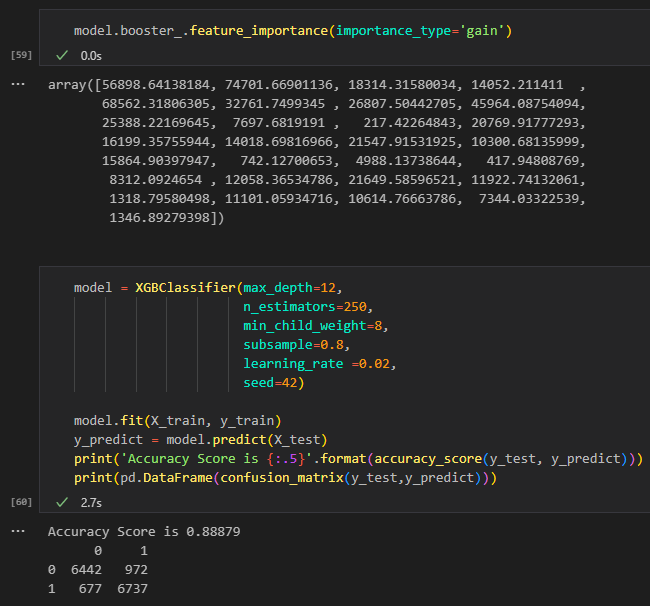 model.booster_.feature_importance(importance_type='gain')
[59] ✓ 0.0s
... array([56898.64138184, 74701.66901136, 18314.31580034, 14052.211411  ,
68562.31806305, 32761.7499345 , 26807.50442705, 45964.08754094,
25388.22169645,  7697.6819191 ,   217.42264843, 20769.91777293,
16199.35755944, 14018.69816966, 21547.91531925, 10300.68135999,
15864.90397947,   742.12700653,  4988.13738644,   417.94808769,
8312.0924654 , 12058.36534786, 21649.58596521, 11922.74132061,
1318.79580498, 11101.05934716, 10614.76663786,  7344.03322539,
1346.89279398])
model = XGBClassifier(max_depth=12,
n_estimators=250,
min_child_weight=8,
subsample=0.8,
learning_rate =0.02,
seed=42)
model.fit(X_train, y_train)
y_predict = model.predict(X_test)
print('Accuracy Score is {:.5}'.format(accuracy_score(y_test, y_predict)))
print(pd.DataFrame(confusion_matrix(y_test,y_predict)))
[60] ✓ 2.7s
... Accuracy Score is 0.88879
0 1
0 6442 972
1 677 6737